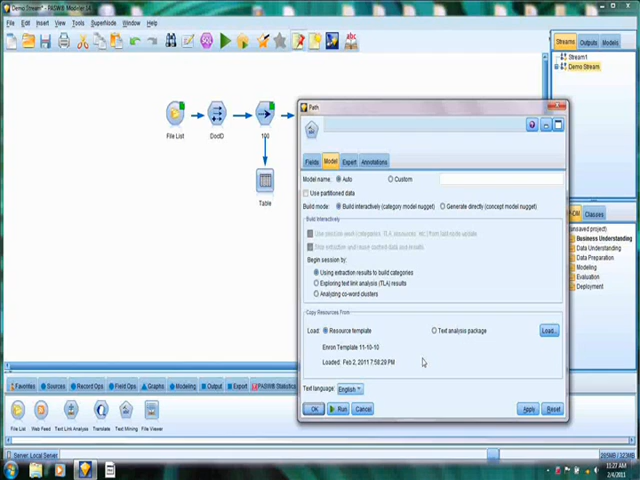 Demo Stream* - PASW® Modeler 14
File Edit Insert View Tools SuperNode Window Help
Streams Outputs Models
Stream1
Demo Stream
File List DocID 100
Table
Path
Fields Model Expert Annotations
Model name: Auto Custom
Use partitioned data
Build mode: Build interactively (category model nugget) Generate directly (concept model nugget)
Build Interactively
Begin session by:
Using extraction results to build categories
Exploring text link analysis (TLA) results
Analyzing co-word clusters
Copy Resources From
Load: Resource template Text analysis package Load...
Enron Template 11-10-10
Loaded: Feb 2, 2011 7:58:29 PM
Text language: English
OK Run Cancel Apply Reset
Classes
(unsaved project)
Business Understanding
Data Understanding
Data Preparation
Modeling
Evaluation
Deployment
Favorites Sources Record Ops Field Ops Graphs Modeling Output Export PASW® Statistics
File List Web Feed Text Link Analysis Translate Text Mining File Viewer
Server: Local Server 285MB / 323MB
11:27 AM
2/4/2011